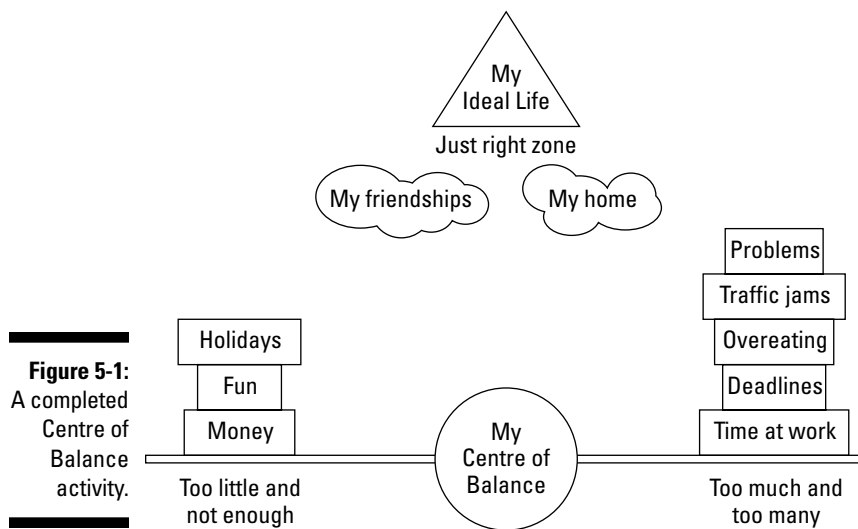 My
Ideal Life
Just right zone
My friendships
My home
Problems
Traffic jams
Overeating
Deadlines
Time at work
Too much and
too many
Holidays
Fun
Money
Too little and
not enough
My
Centre of
Balance
Figure 5-1:
A completed
Centre of
Balance
activity.